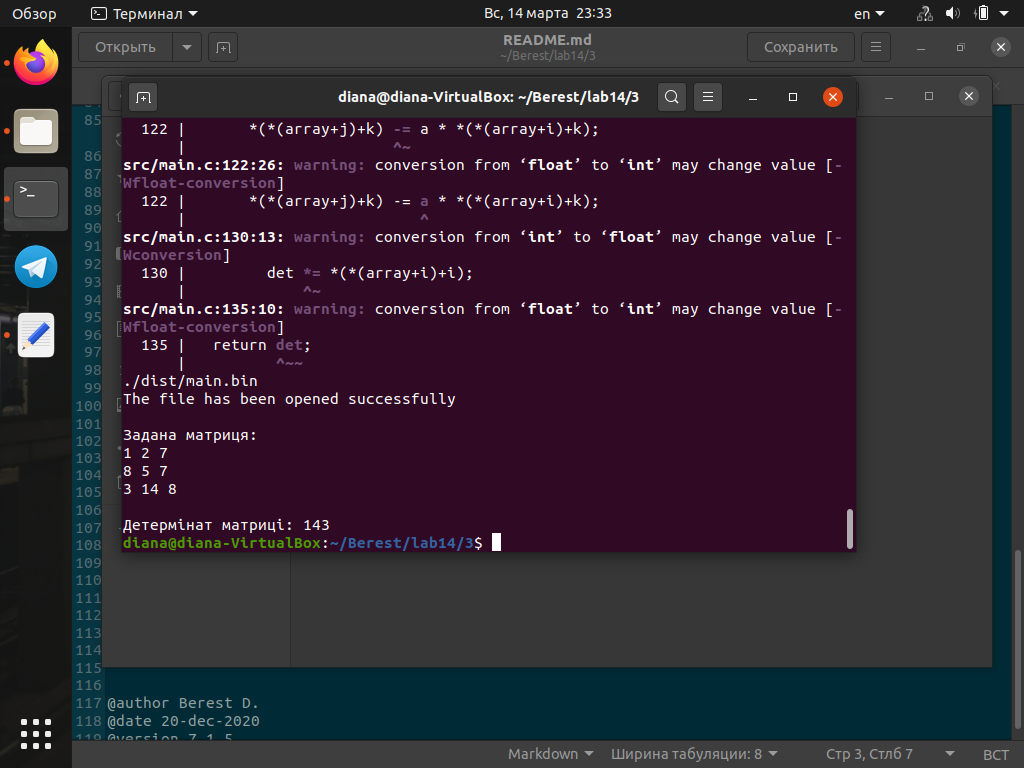 Обзор
Терминал
Вс, 14 марта 23:33
en
Открыть
README.md
~/Berest/lab14/3
Сохранить
diana@diana-VirtualBox: ~/Berest/lab14/3
122 | *(*(array+j)+k) -= a * *(*(array+i)+k);
| ^~
src/main.c:122:26: warning: conversion from ‘float’ to ‘int’ may change value [-
Wfloat-conversion]
122 | *(*(array+j)+k) -= a * *(*(array+i)+k);
| ^
src/main.c:130:13: warning: conversion from ‘int’ to ‘float’ may change value [-
Wconversion]
130 | det *= *(*(array+i)+i);
| ^~
src/main.c:135:10: warning: conversion from ‘float’ to ‘int’ may change value [-
Wfloat-conversion]
135 | return det;
| ^~~
./dist/main.bin
The file has been opened successfully
Задана матриця:
1 2 7
8 5 7
3 14 8
Детермінат матриці: 143
diana@diana-VirtualBox:~/Berest/lab14/3$
85
86
87
88
89
90
91
92
93
94
95
96
97
98
99
100
101
102
103
104
105
106
107
108
109
110
111
112
113
114
115
116
117 @author Berest D.
118 @date 20-dec-2020
119 @version 7.1.5
Markdown
Ширина табуляции: 8
Стр 3, Стлб 7
ВСТ